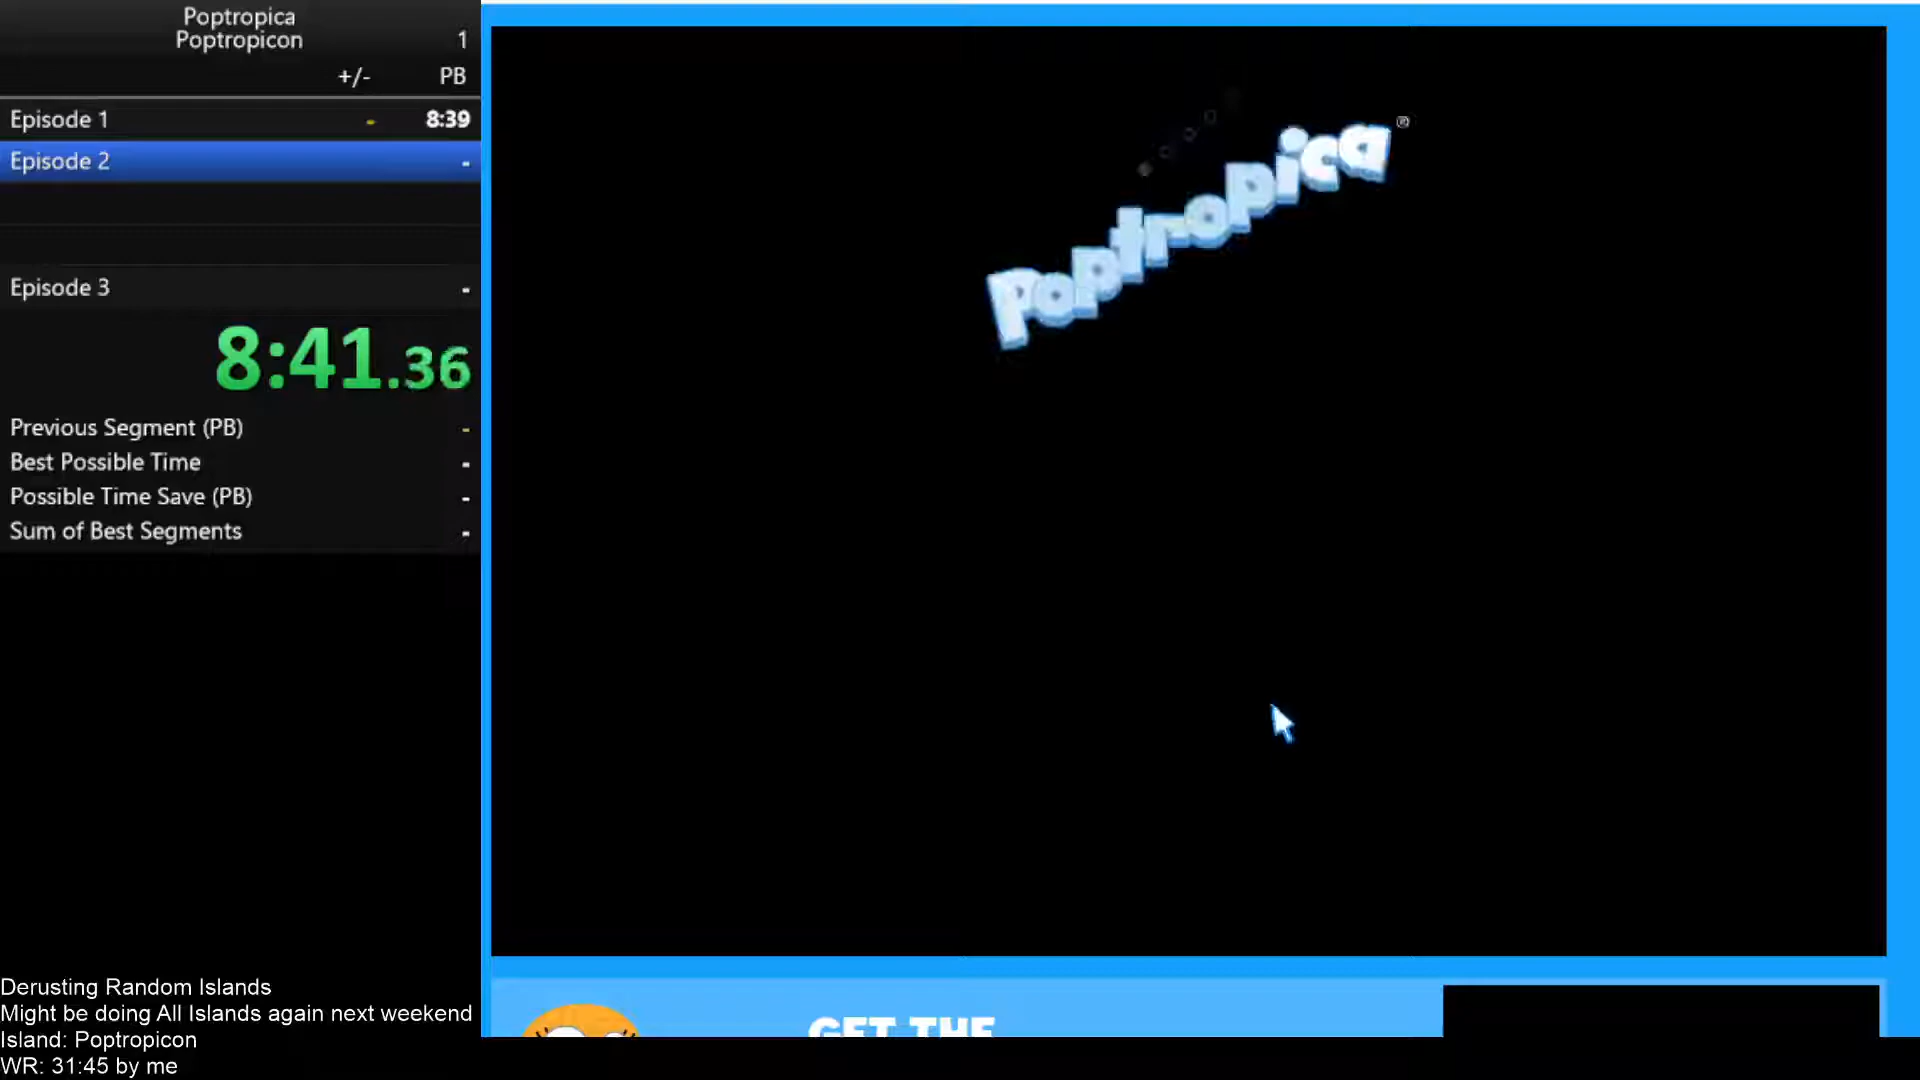 Poptropica
Poptropicon 1
+/- PB
Episode 1 - 8:39
Episode 2 -
Episode 3 -
8:41.36
Previous Segment (PB) -
Best Possible Time -
Possible Time Save (PB) -
Sum of Best Segments -
Derusting Random Islands
Might be doing All Islands again next weekend
Island: Poptropicon
WR: 31:45 by me
Poptropica®
GET THE